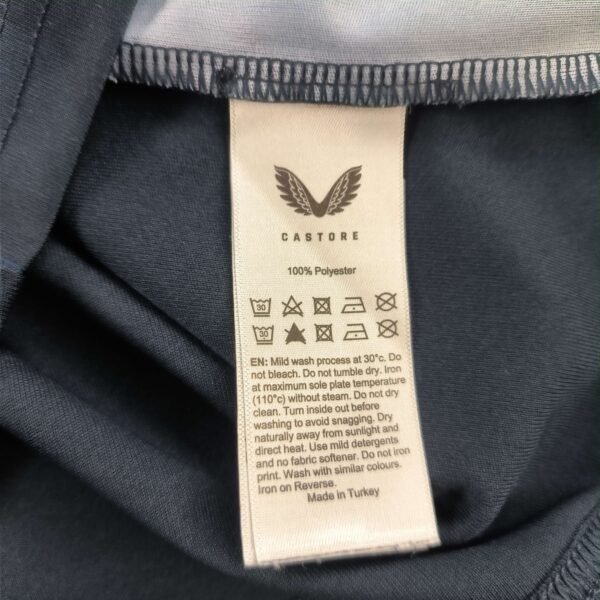 CASTORE
100% Polyester
30
30
EN: Mild wash process at 30°c. Do
not bleach. Do not tumble dry. Iron
at maximum sole plate temperature
(110°c) without steam. Do not dry
clean. Turn inside out before
washing to avoid snagging. Dry
naturally away from sunlight and
direct heat. Use mild detergents
and no fabric softener. Do not iron
print. Wash with similar colours.
Iron on Reverse.
Made in Turkey